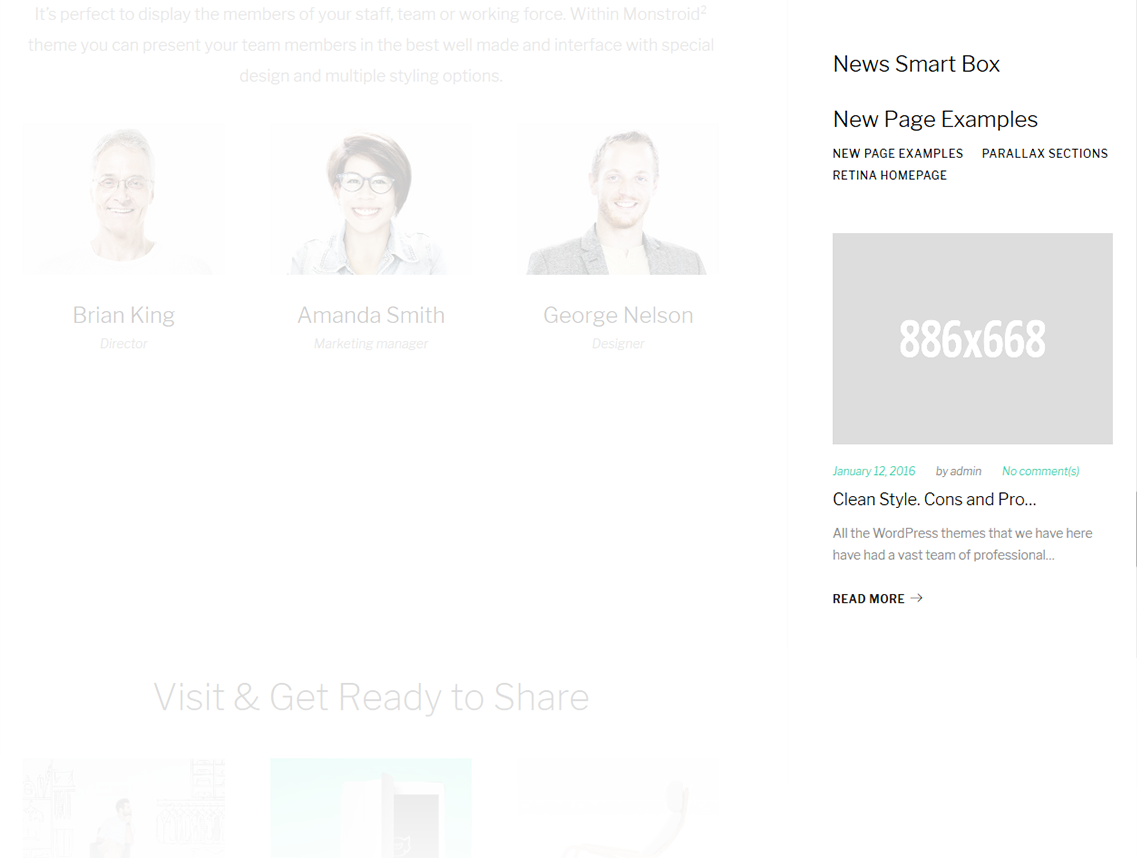 It's perfect to display the members of your staff, team or working force. Within Monstroid²
theme you can present your team members in the best well made and interface with special
design and multiple styling options.
Brian King
Director
Amanda Smith
Marketing manager
George Nelson
Designer
Visit & Get Ready to Share
News Smart Box
New Page Examples
NEW PAGE EXAMPLES PARALLAX SECTIONS
RETINA HOMEPAGE
886x668
January 12, 2016 by admin No comment(s)
Clean Style. Cons and Pro...
All the WordPress themes that we have here
have had a vast team of professional...
READ MORE